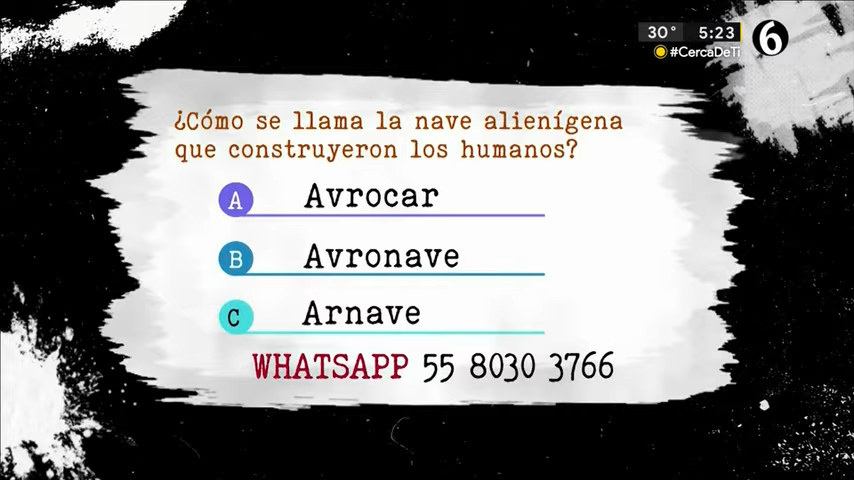 30° 5:23
#CercaDeTi
6
¿Cómo se llama la nave alienígena
que construyeron los humanos?
A Avrocar
B Avronave
C Arnave
WHATSAPP 55 8030 3766